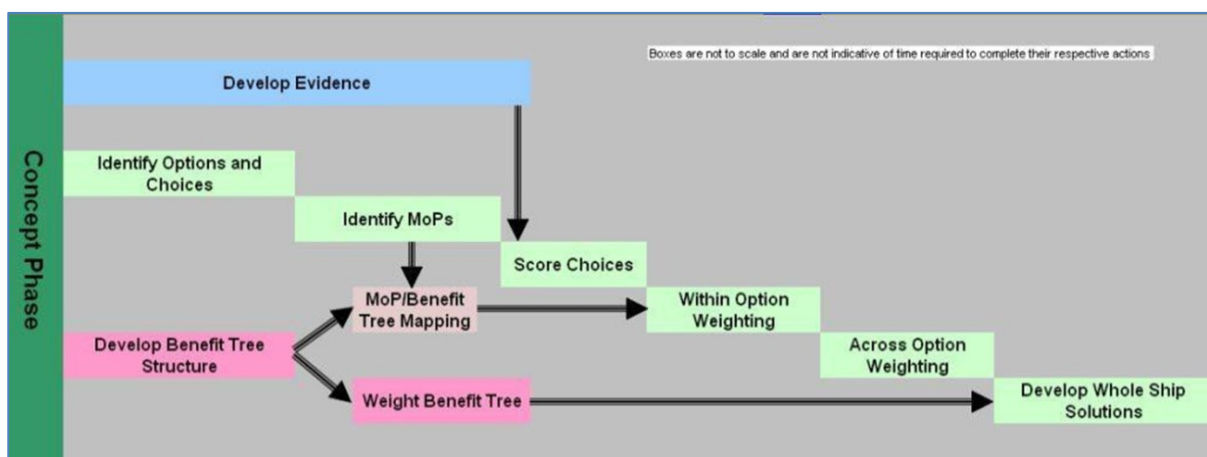 Boxes are not to scale and are not indicative of time required to complete their respective actions
Concept Phase
Develop Evidence
Identify Options and
Choices
Identify MoPs
Score Choices
MoP/Benefit
Tree Mapping
Within Option
Weighting
Develop Benefit Tree
Structure
Across Option
Weighting
Weight Benefit Tree
Develop Whole Ship
Solutions